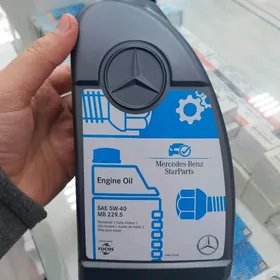 Mercedes-Benz
StarParts
Engine Oil
SAE 5W-40
MB 229.5
FUCHS